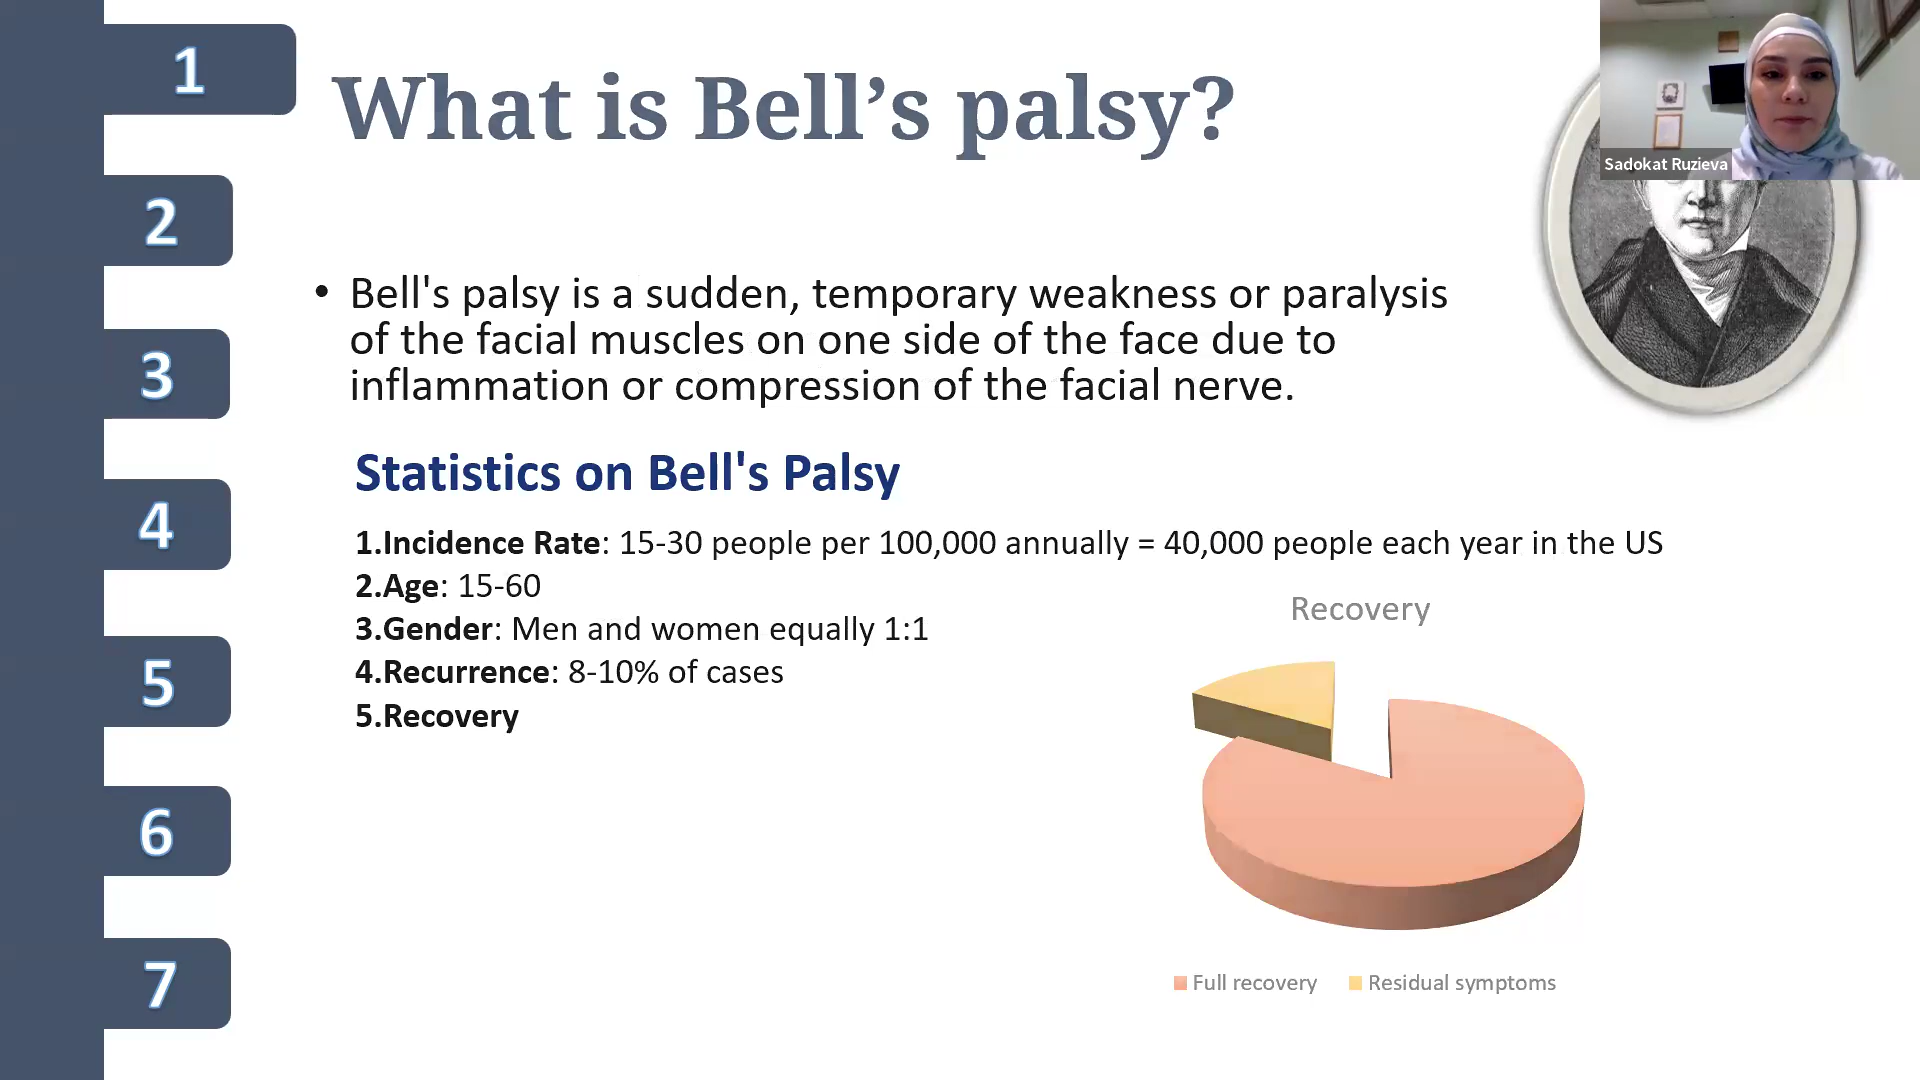 1
What is Bell’s palsy?
Sadokat Ruzieva
2
• Bell's palsy is a sudden, temporary weakness or paralysis
of the facial muscles on one side of the face due to
inflammation or compression of the facial nerve.
3
Statistics on Bell's Palsy
4
1.Incidence Rate: 15-30 people per 100,000 annually = 40,000 people each year in the US
2.Age: 15-60
3.Gender: Men and women equally 1:1
4.Recurrence: 8-10% of cases
5.Recovery
Recovery
5
6
7
Full recovery
Residual symptoms